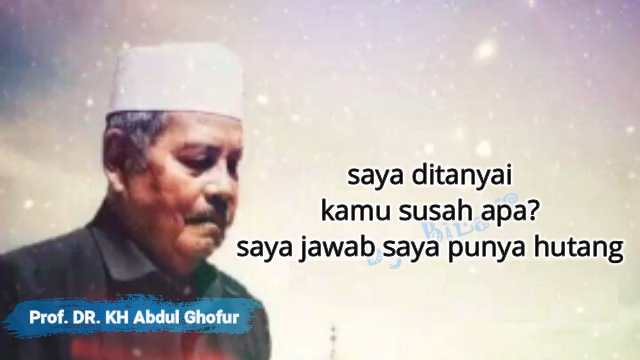 saya ditanyai
kamu susah apa?
saya jawab saya punya hutang
Prof. DR. KH Abdul Ghofur